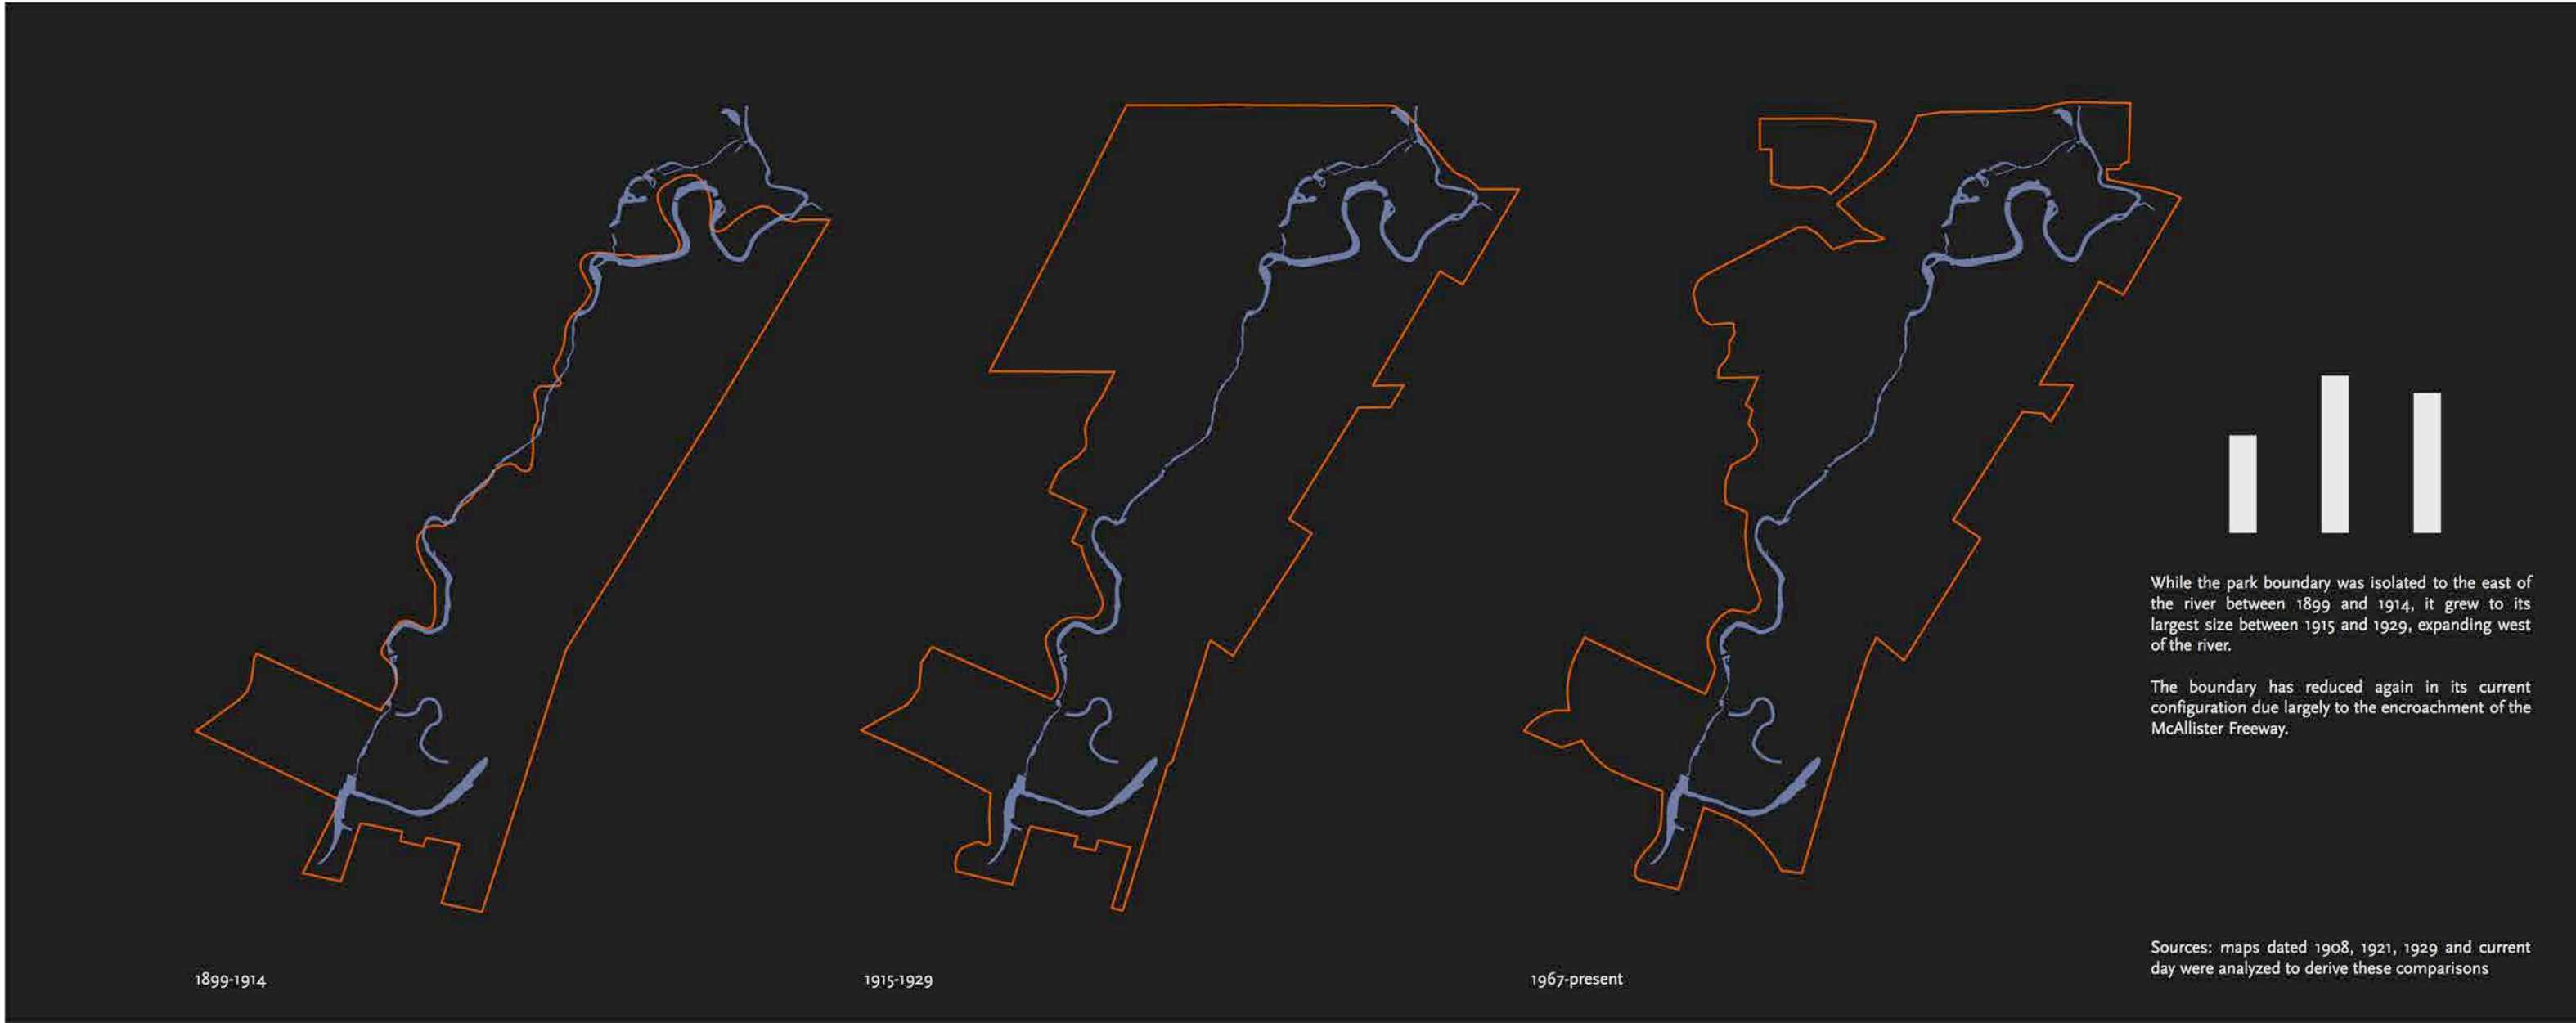 While the park boundary was isolated to the east of
the river between 1899 and 1914, it grew to its
largest size between 1915 and 1929, expanding west
of the river.
The boundary has reduced again in its current
configuration due largely to the encroachment of the
McAllister Freeway.
Sources: maps dated 1908, 1921, 1929 and current
day were analyzed to derive these comparisons
1899-1914
1915-1929
1967-present